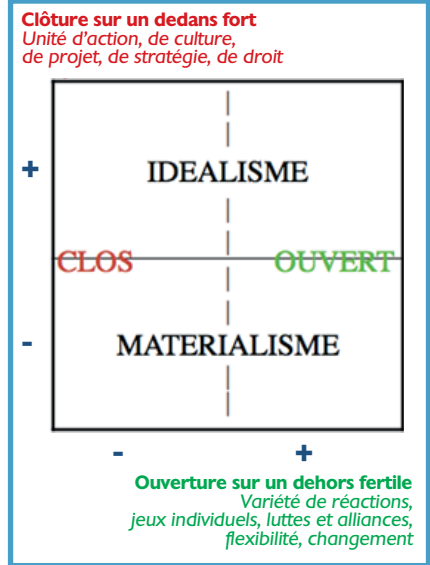 Clôture sur un dedans fort
Unité d'action, de culture,
de projet, de stratégie, de droit
+
IDEALISME
CLOS OUVERT
-
MATERIALISME
- +
Ouverture sur un dehors fertile
Variété de réactions,
jeux individuels, luttes et alliances,
flexibilité, changement